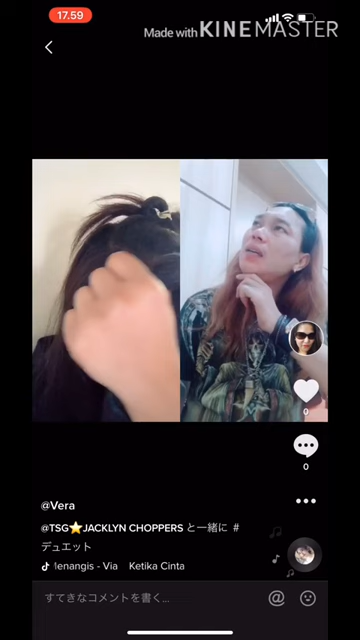 17.59
Made with KINEMASTER
0
0
@Vera
@TSG⭐JACKLYN CHOPPERS と一緒に #
デュエット
Menangis - Via Ketika Cinta
すてきなコメントを書く...